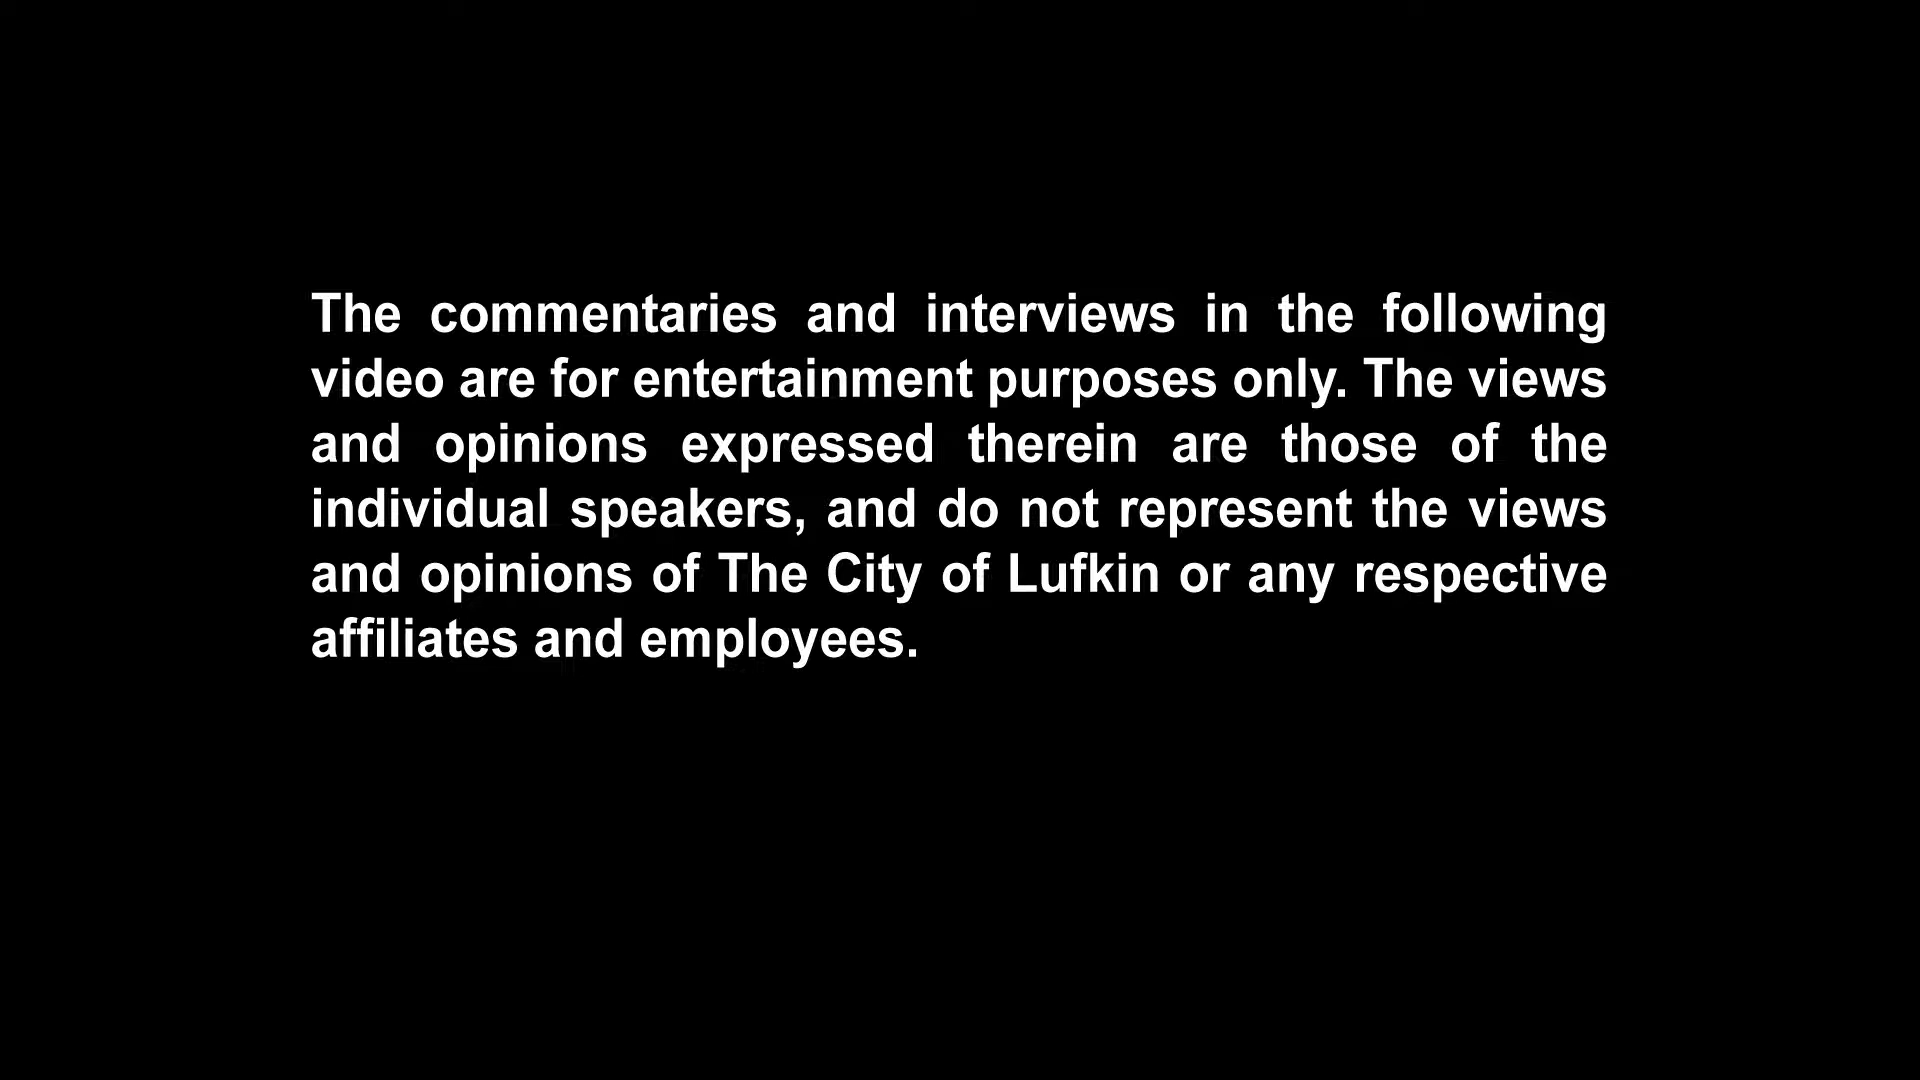 The commentaries and interviews in the following
video are for entertainment purposes only. The views
and opinions expressed therein are those of the
individual speakers, and do not represent the views
and opinions of The City of Lufkin or any respective
affiliates and employees.